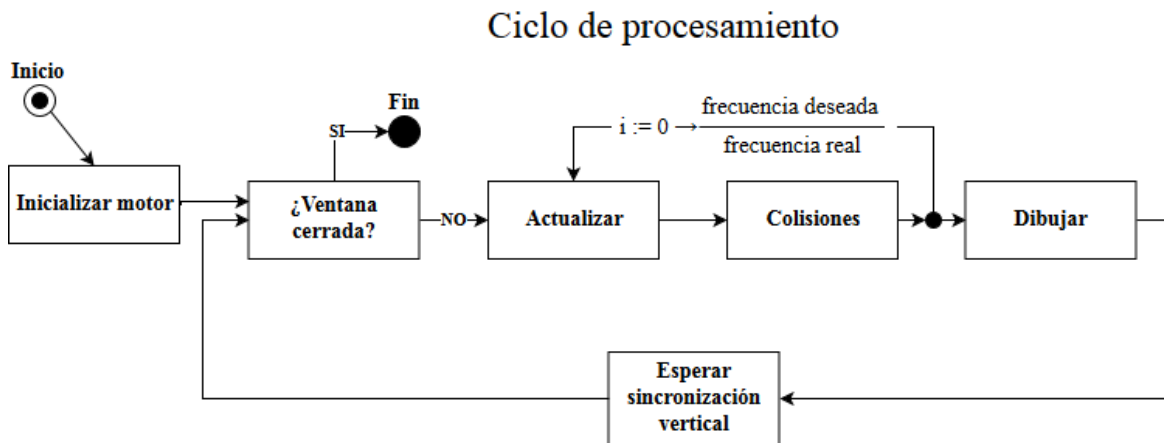 Ciclo de procesamiento
Inicio
Fin
SI
i := 0 → frecuencia deseada
frecuencia real
Inicializar motor
¿Ventana
cerrada?
NO
Actualizar
Colisiones
Dibujar
Esperar
sincronización
vertical